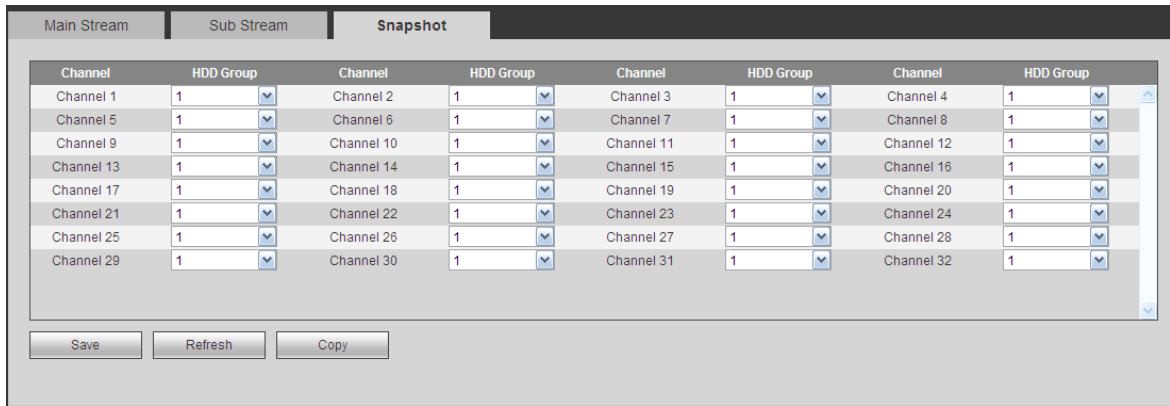 Main Stream Sub Stream Snapshot
Channel HDD Group Channel HDD Group Channel HDD Group Channel HDD Group
Channel 1 1 Channel 2 1 Channel 3 1 Channel 4 1
Channel 5 1 Channel 6 1 Channel 7 1 Channel 8 1
Channel 9 1 Channel 10 1 Channel 11 1 Channel 12 1
Channel 13 1 Channel 14 1 Channel 15 1 Channel 16 1
Channel 17 1 Channel 18 1 Channel 19 1 Channel 20 1
Channel 21 1 Channel 22 1 Channel 23 1 Channel 24 1
Channel 25 1 Channel 26 1 Channel 27 1 Channel 28 1
Channel 29 1 Channel 30 1 Channel 31 1 Channel 32 1
Save Refresh Copy